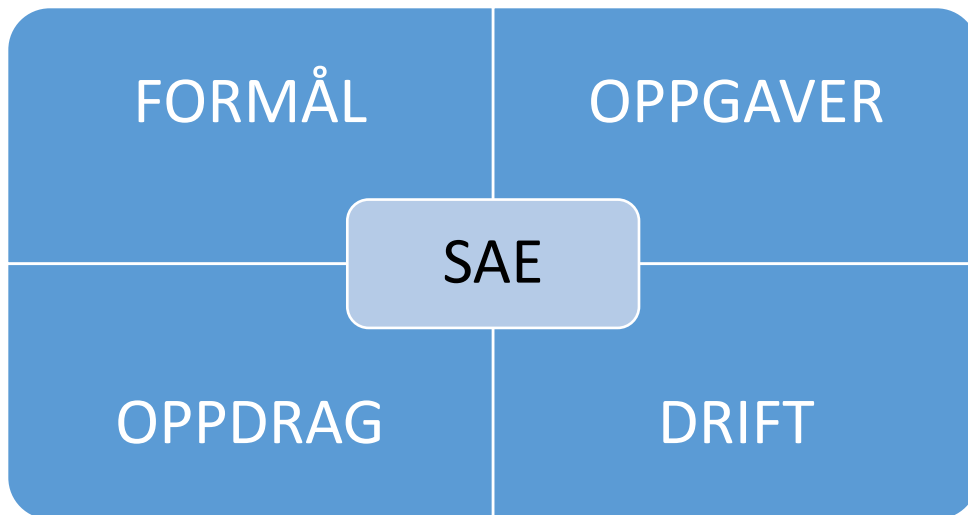 FORMÅL
OPPGAVER
SAE
OPPDRAG
DRIFT